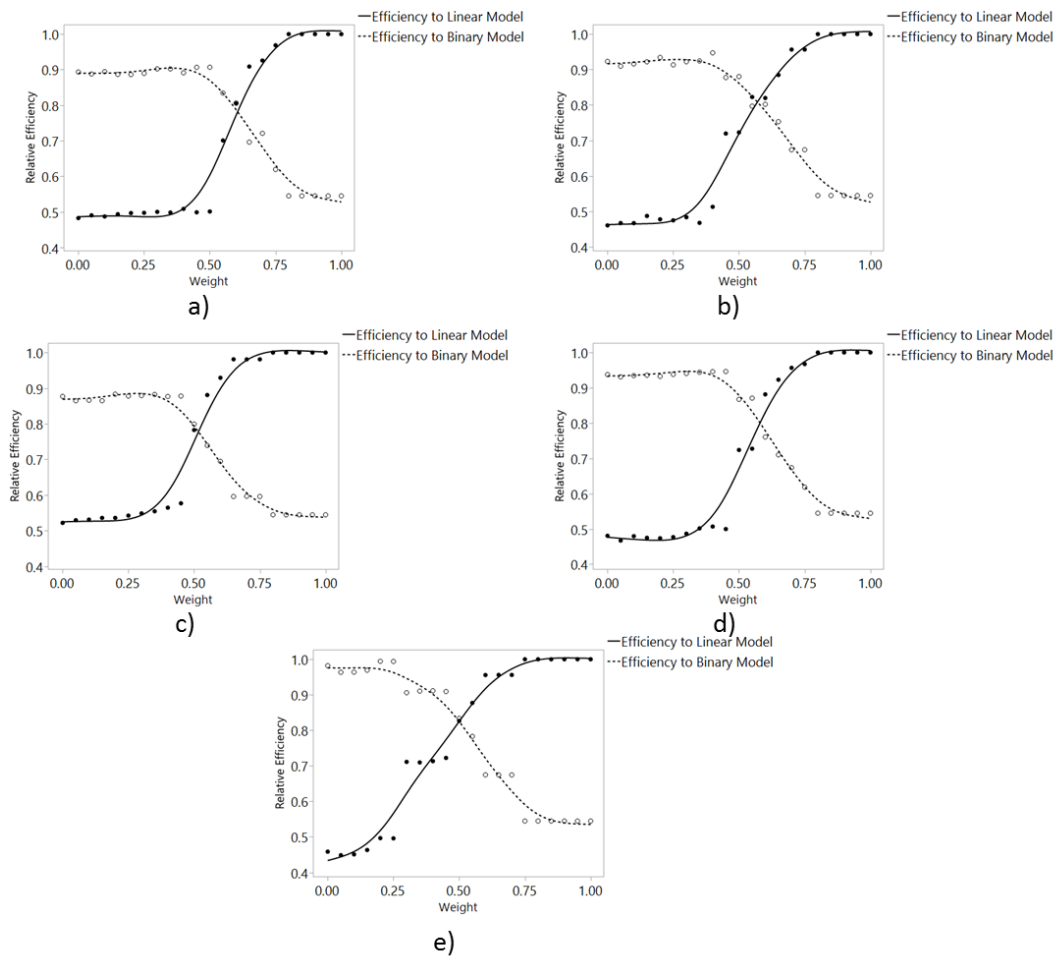 Efficiency to Linear Model
Efficiency to Binary Model
Relative Efficiency
1.0
0.9
0.8
0.7
0.6
0.5
0.4
0.00 0.25 0.50 0.75 1.00
Weight
a)
Efficiency to Linear Model
Efficiency to Binary Model
Relative Efficiency
1.0
0.9
0.8
0.7
0.6
0.5
0.4
0.00 0.25 0.50 0.75 1.00
Weight
b)
Efficiency to Linear Model
Efficiency to Binary Model
Relative Efficiency
1.0
0.9
0.8
0.7
0.6
0.5
0.4
0.00 0.25 0.50 0.75 1.00
Weight
c)
Efficiency to Linear Model
Efficiency to Binary Model
Relative Efficiency
1.0
0.9
0.8
0.7
0.6
0.5
0.4
0.00 0.25 0.50 0.75 1.00
Weight
d)
Efficiency to Linear Model
Efficiency to Binary Model
Relative Efficiency
1.0
0.9
0.8
0.7
0.6
0.5
0.4
0.00 0.25 0.50 0.75 1.00
Weight
e)